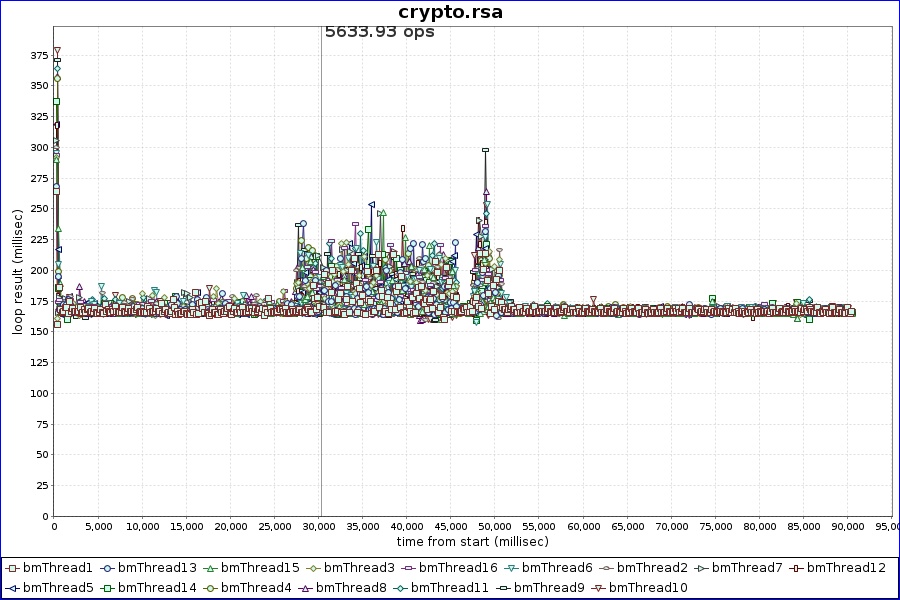 crypto.rsa
5633.93 ops
375
350
325
300
275
250
225
200
175
150
125
100
75
50
25
0
loop result (millisec)
0 5,000 10,000 15,000 20,000 25,000 30,000 35,000 40,000 45,000 50,000 55,000 60,000 65,000 70,000 75,000 80,000 85,000 90,000 95,00
time from start (millisec)
bmThread1 bmThread13 bmThread15 bmThread3 bmThread16 bmThread6 bmThread2 bmThread7 bmThread12
bmThread5 bmThread14 bmThread4 bmThread8 bmThread11 bmThread9 bmThread10